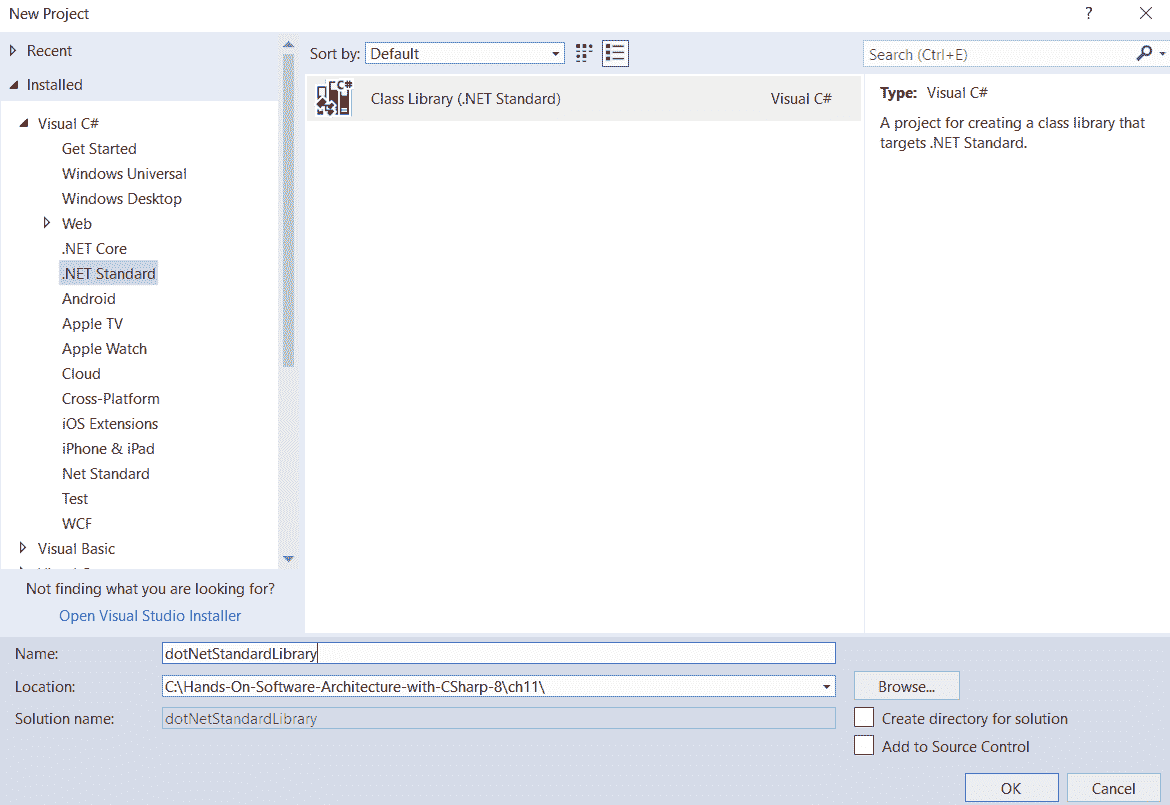 New Project
?
Recent
Installed
Visual C#
Get Started
Windows Universal
Windows Desktop
Web
.NET Core
.NET Standard
Android
Apple TV
Apple Watch
Cloud
Cross-Platform
iOS Extensions
iPhone & iPad
Net Standard
Test
WCF
Visual Basic
Not finding what you are looking for?
Open Visual Studio Installer
Sort by: Default
C#
Class Library (.NET Standard) Visual C#
Search (Ctrl+E)
Type: Visual C#
A project for creating a class library that
targets .NET Standard.
Name: dotNetStandardLibrary
Location: C:\Hands-On-Software-Architecture-with-CSharp-8\ch11\
Browse...
Solution name: dotNetStandardLibrary
Create directory for solution
Add to Source Control
OK Cancel